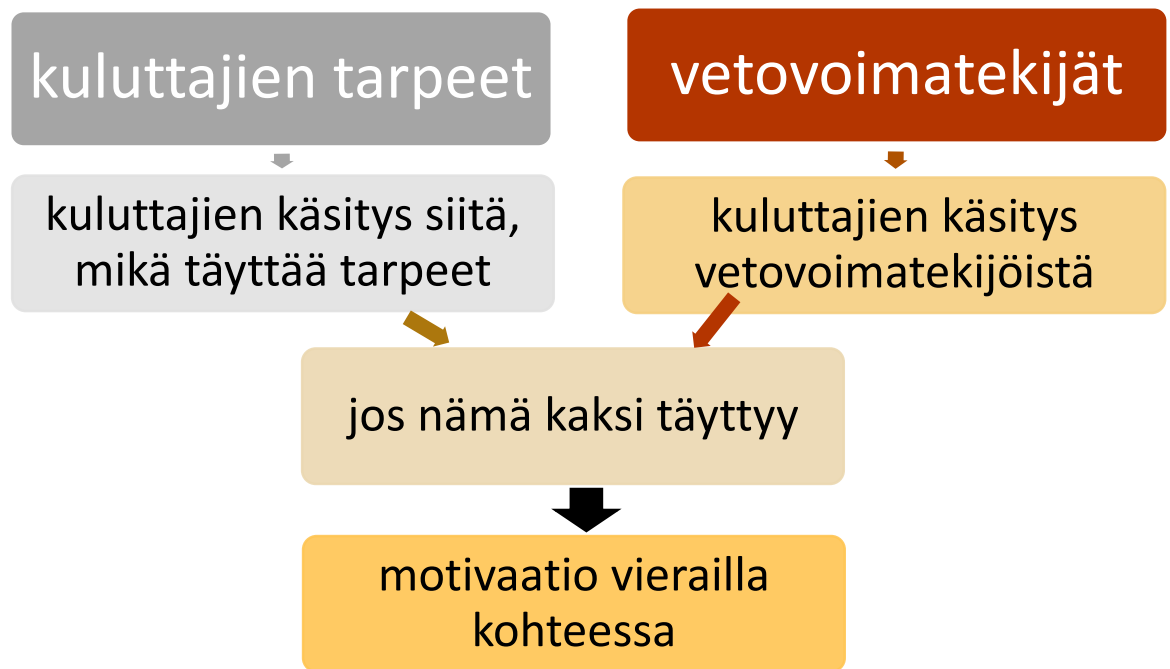 kuluttajien tarpeet
vetovoimatekijät
kuluttajien käsitys siitä,
mikä täyttää tarpeet
kuluttajien käsitys
vetovoimatekijöistä
jos nämä kaksi täyttyy
motivaatio vierailla
kohteessa